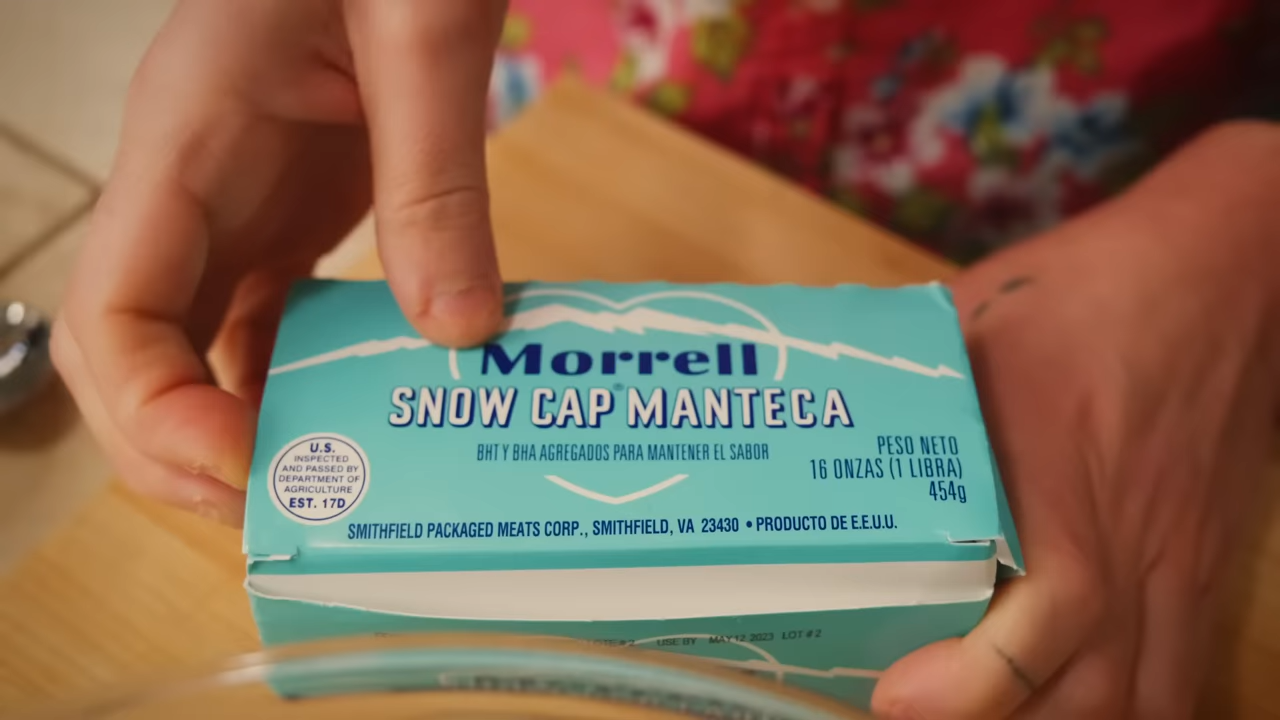 Morrell
SNOW CAP® MANTECA
BHT Y BHA AGREGADOS PARA MANTENER EL SABOR
PESO NETO
16 ONZAS (1 LIBRA)
454g
U.S.
INSPECTED
AND PASSED BY
DEPARTMENT OF
AGRICULTURE
EST. 17D
SMITHFIELD PACKAGED MEATS CORP., SMITHFIELD, VA 23430 • PRODUCTO DE E.E.U.U.
USE BY MAY 12 2023 LOT # 2